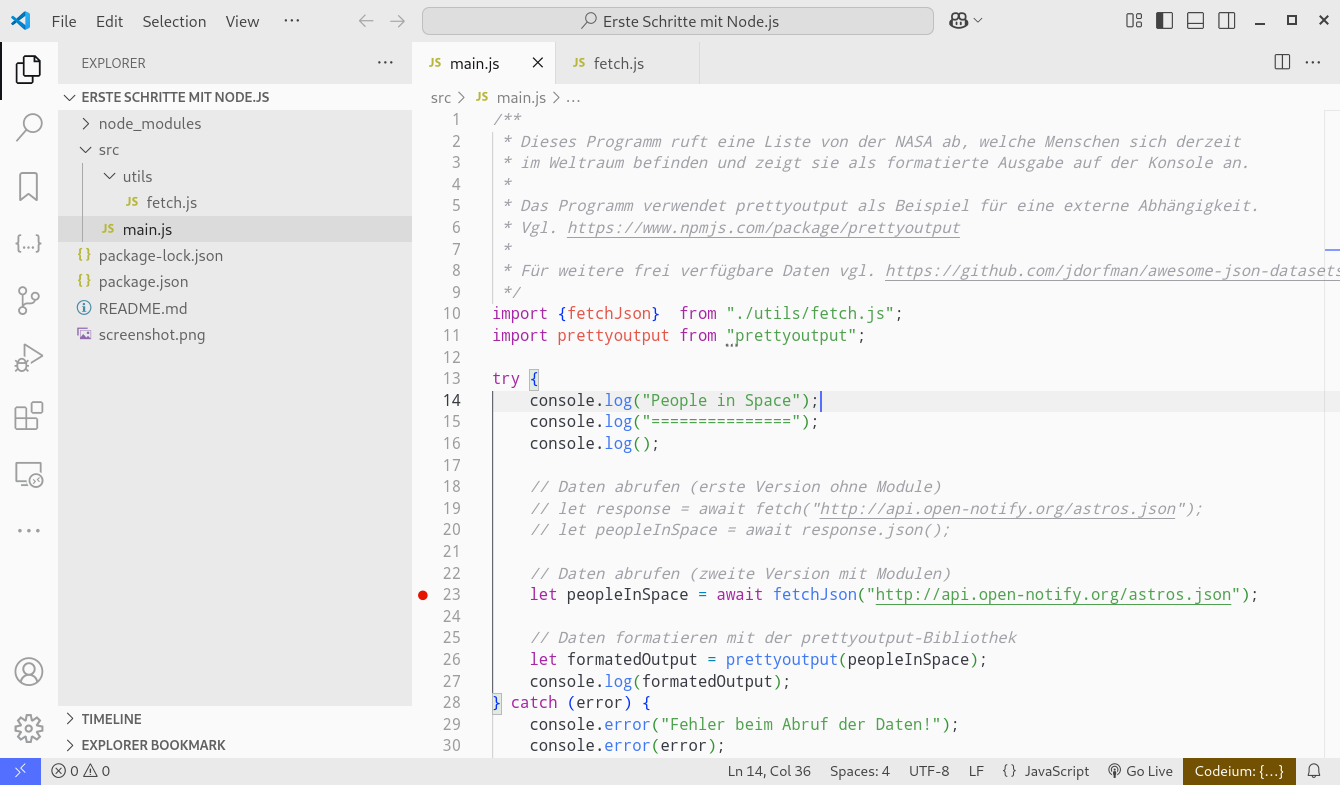 File Edit Selection View ··· Erste Schritte mit Node.js
EXPLORER ···
ERSTE SCHRITTE MIT NODE.JS
node_modules
src
utils
JS fetch.js
JS main.js
{} package-lock.json
{} package.json
README.md
screenshot.png
TIMELINE
EXPLORER BOOKMARK
JS main.js JS fetch.js ···
src > JS main.js > ...
1 /**
2 * Dieses Programm ruft eine Liste von der NASA ab, welche Menschen sich derzeit
3 * im Weltraum befinden und zeigt sie als formatierte Ausgabe auf der Konsole an.
4 *
5 * Das Programm verwendet prettyoutput als Beispiel für eine externe Abhängigkeit.
6 * Vgl. https://www.npmjs.com/package/prettyoutput
7 *
8 * Für weitere frei verfügbare Daten vgl. https://github.com/jdorfman/awesome-json-datasets
9 */
10 import {fetchJson}  from "./utils/fetch.js";
11 import prettyoutput from "prettyoutput";
12
13 try {
14 console.log("People in Space");
15 console.log("===============");
16 console.log();
17
18 // Daten abrufen (erste Version ohne Module)
19 // let response = await fetch("http://api.open-notify.org/astros.json");
20 // let peopleInSpace = await response.json();
21
22 // Daten abrufen (zweite Version mit Modulen)
23 let peopleInSpace = await fetchJson("http://api.open-notify.org/astros.json");
24
25 // Daten formatieren mit der prettyoutput-Bibliothek
26 let formatedOutput = prettyoutput(peopleInSpace);
27 console.log(formatedOutput);
28 } catch (error) {
29 console.error("Fehler beim Abruf der Daten!");
30 console.error(error);
0 0 Ln 14, Col 36 Spaces: 4 UTF-8 LF {} JavaScript Go Live Codeium: {...}